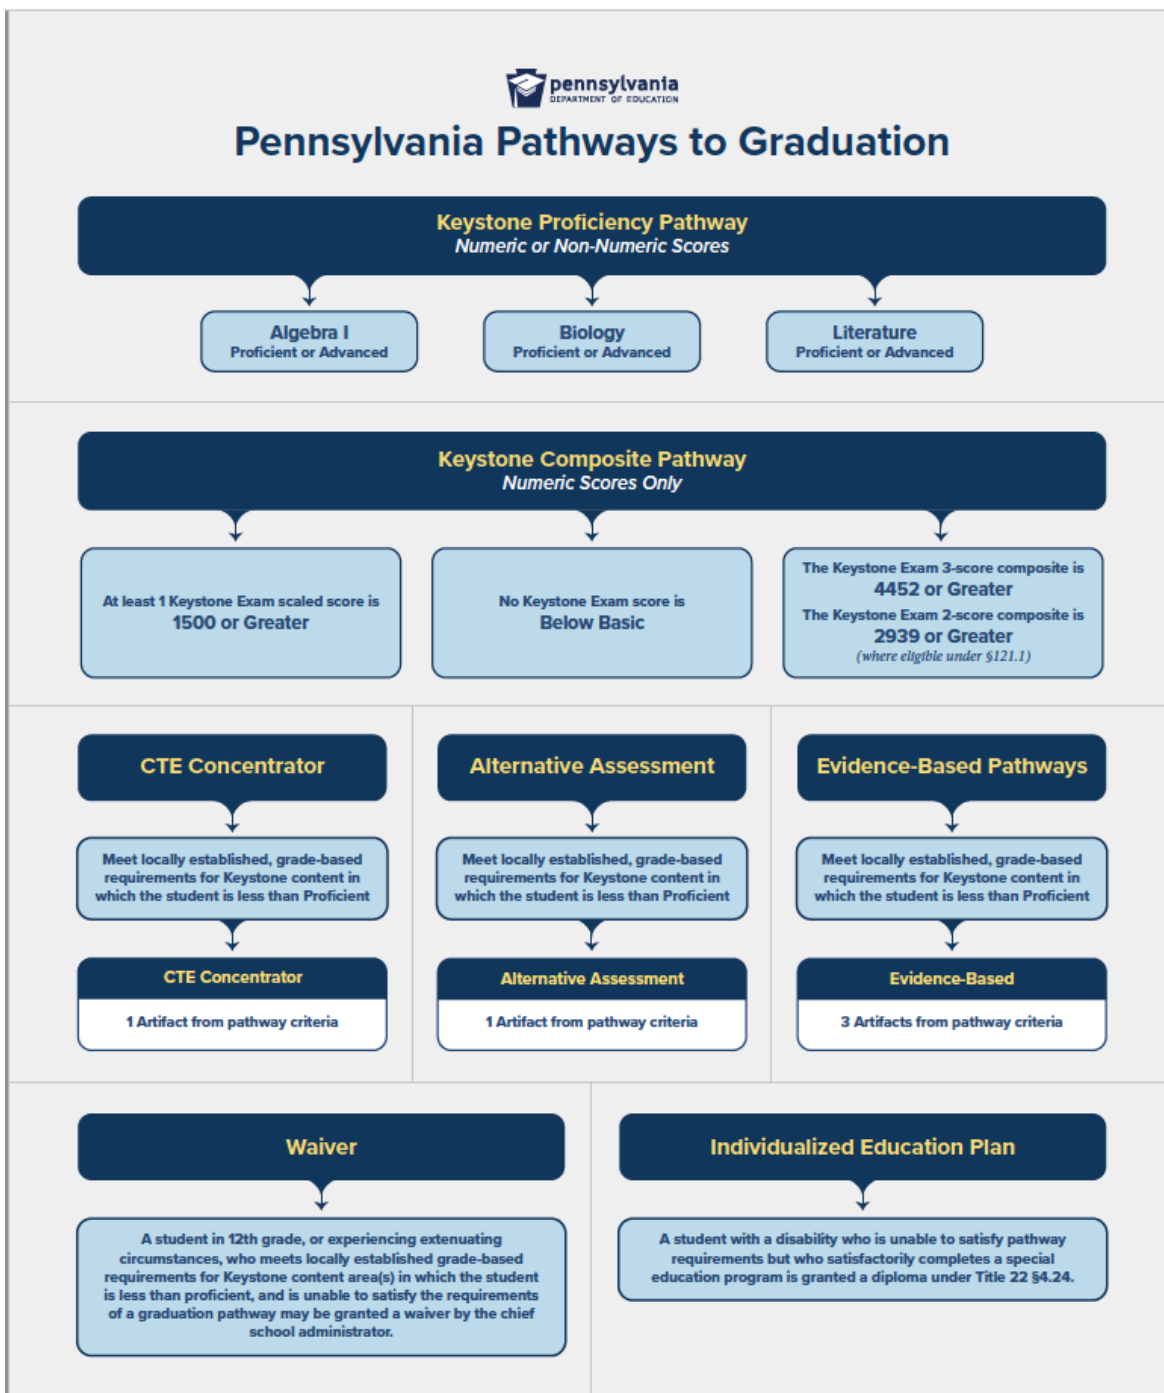 pennsylvania
DEPARTMENT OF EDUCATION
Pennsylvania Pathways to Graduation
Keystone Proficiency Pathway
Numeric or Non-Numeric Scores
Algebra I
Proficient or Advanced
Biology
Proficient or Advanced
Literature
Proficient or Advanced
Keystone Composite Pathway
Numeric Scores Only
At least 1 Keystone Exam scaled score is
1500 or Greater
No Keystone Exam score is
Below Basic
The Keystone Exam 3-score composite is
4452 or Greater
The Keystone Exam 2-score composite is
2939 or Greater
(where eligible under §121.1)
CTE Concentrator
Meet locally established, grade-based
requirements for Keystone content in
which the student is less than Proficient
CTE Concentrator
1 Artifact from pathway criteria
Alternative Assessment
Meet locally established, grade-based
requirements for Keystone content in
which the student is less than Proficient
Alternative Assessment
1 Artifact from pathway criteria
Evidence-Based Pathways
Meet locally established, grade-based
requirements for Keystone content in
which the student is less than Proficient
Evidence-Based
3 Artifacts from pathway criteria
Waiver
A student in 12th grade, or experiencing extenuating
circumstances, who meets locally established grade-based
requirements for Keystone content area(s) in which the student
is less than proficient, and is unable to satisfy the requirements
of a graduation pathway may be granted a waiver by the chief
school administrator.
Individualized Education Plan
A student with a disability who is unable to satisfy pathway
requirements but who satisfactorily completes a special
education program is granted a diploma under Title 22 §4.24.